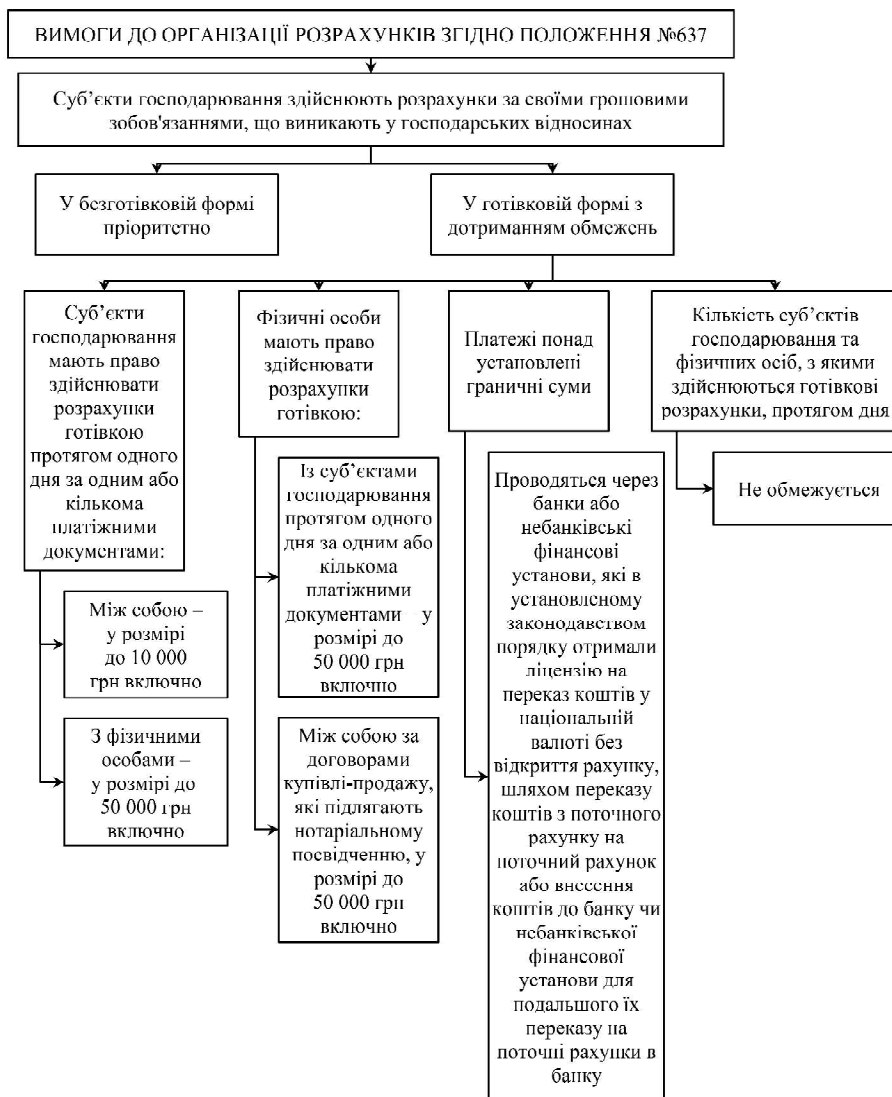 ВИМОГИ ДО ОРГАНІЗАЦІЇ РОЗРАХУНКІВ ЗГІДНО ПОЛОЖЕННЯ №637
Суб’єкти господарювання здійснюють розрахунки за своїми грошовими
зобов'язаннями, що виникають у господарських відносинах
У безготівковій формі
пріоритетно
У готівковій формі з
дотриманням обмежень
Суб’єкти
господарювання
мають право
здійснювати
розрахунки
готівкою
протягом одного
дня за одним або
кількома
платіжними
документами:
Між собою –
у розмірі
до 10 000
грн включно
З фізичними
особами –
у розмірі до
50 000 грн
включно
Фізичні особи
мають право
здійснювати
розрахунки
готівкою:
Із суб’єктами
господарювання
протягом одного
дня за одним або
кількома
платіжними
документами – у
розмірі до
50 000 грн
включно
Між собою за
договорами
купівлі-продажу,
які підлягають
нотаріальному
посвідченню, у
розмірі до
50 000 грн
включно
Платежі понад
установлені
граничні суми
Проводяться через
банки або
небанківські
фінансові
установи, які в
установленому
законодавством
порядку отримали
ліцензію на
переказ коштів у
національній
валюті без
відкриття рахунку,
шляхом переказу
коштів з поточного
рахунку на
поточний рахунок
або внесення
коштів до банку чи
небанківської
фінансової
установи для
подальшого їх
переказу на
поточні рахунки в
банку
Кількість суб’єктів
господарювання та
фізичних осіб, з якими
здійснюються готівкові
розрахунки, протягом дня
Не обмежується